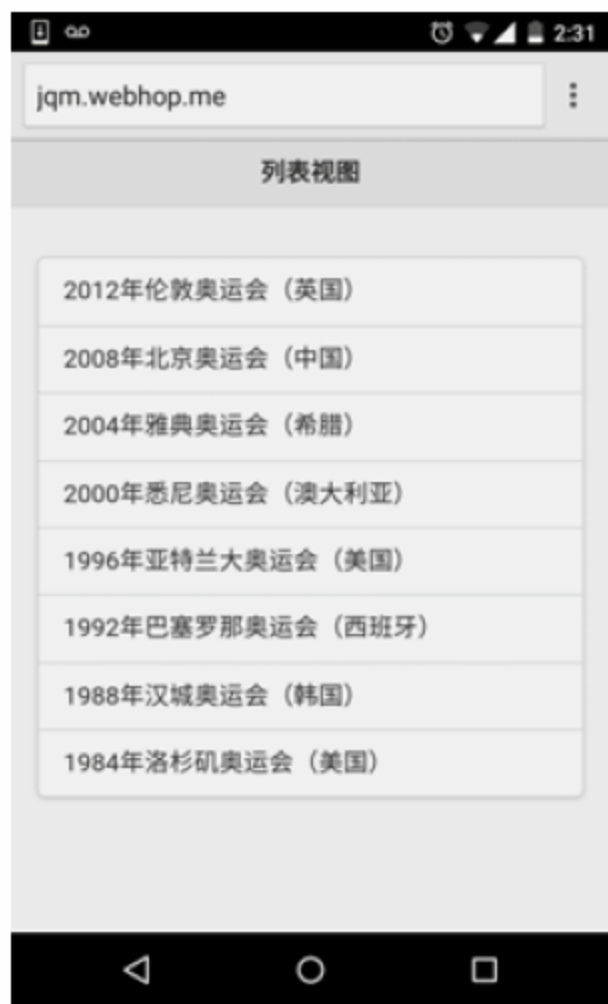 2:31
jqm.webhop.me
列表视图
2012年伦敦奥运会（英国）
2008年北京奥运会（中国）
2004年雅典奥运会（希腊）
2000年悉尼奥运会（澳大利亚）
1996年亚特兰大奥运会（美国）
1992年巴塞罗那奥运会（西班牙）
1988年汉城奥运会（韩国）
1984年洛杉矶奥运会（美国）